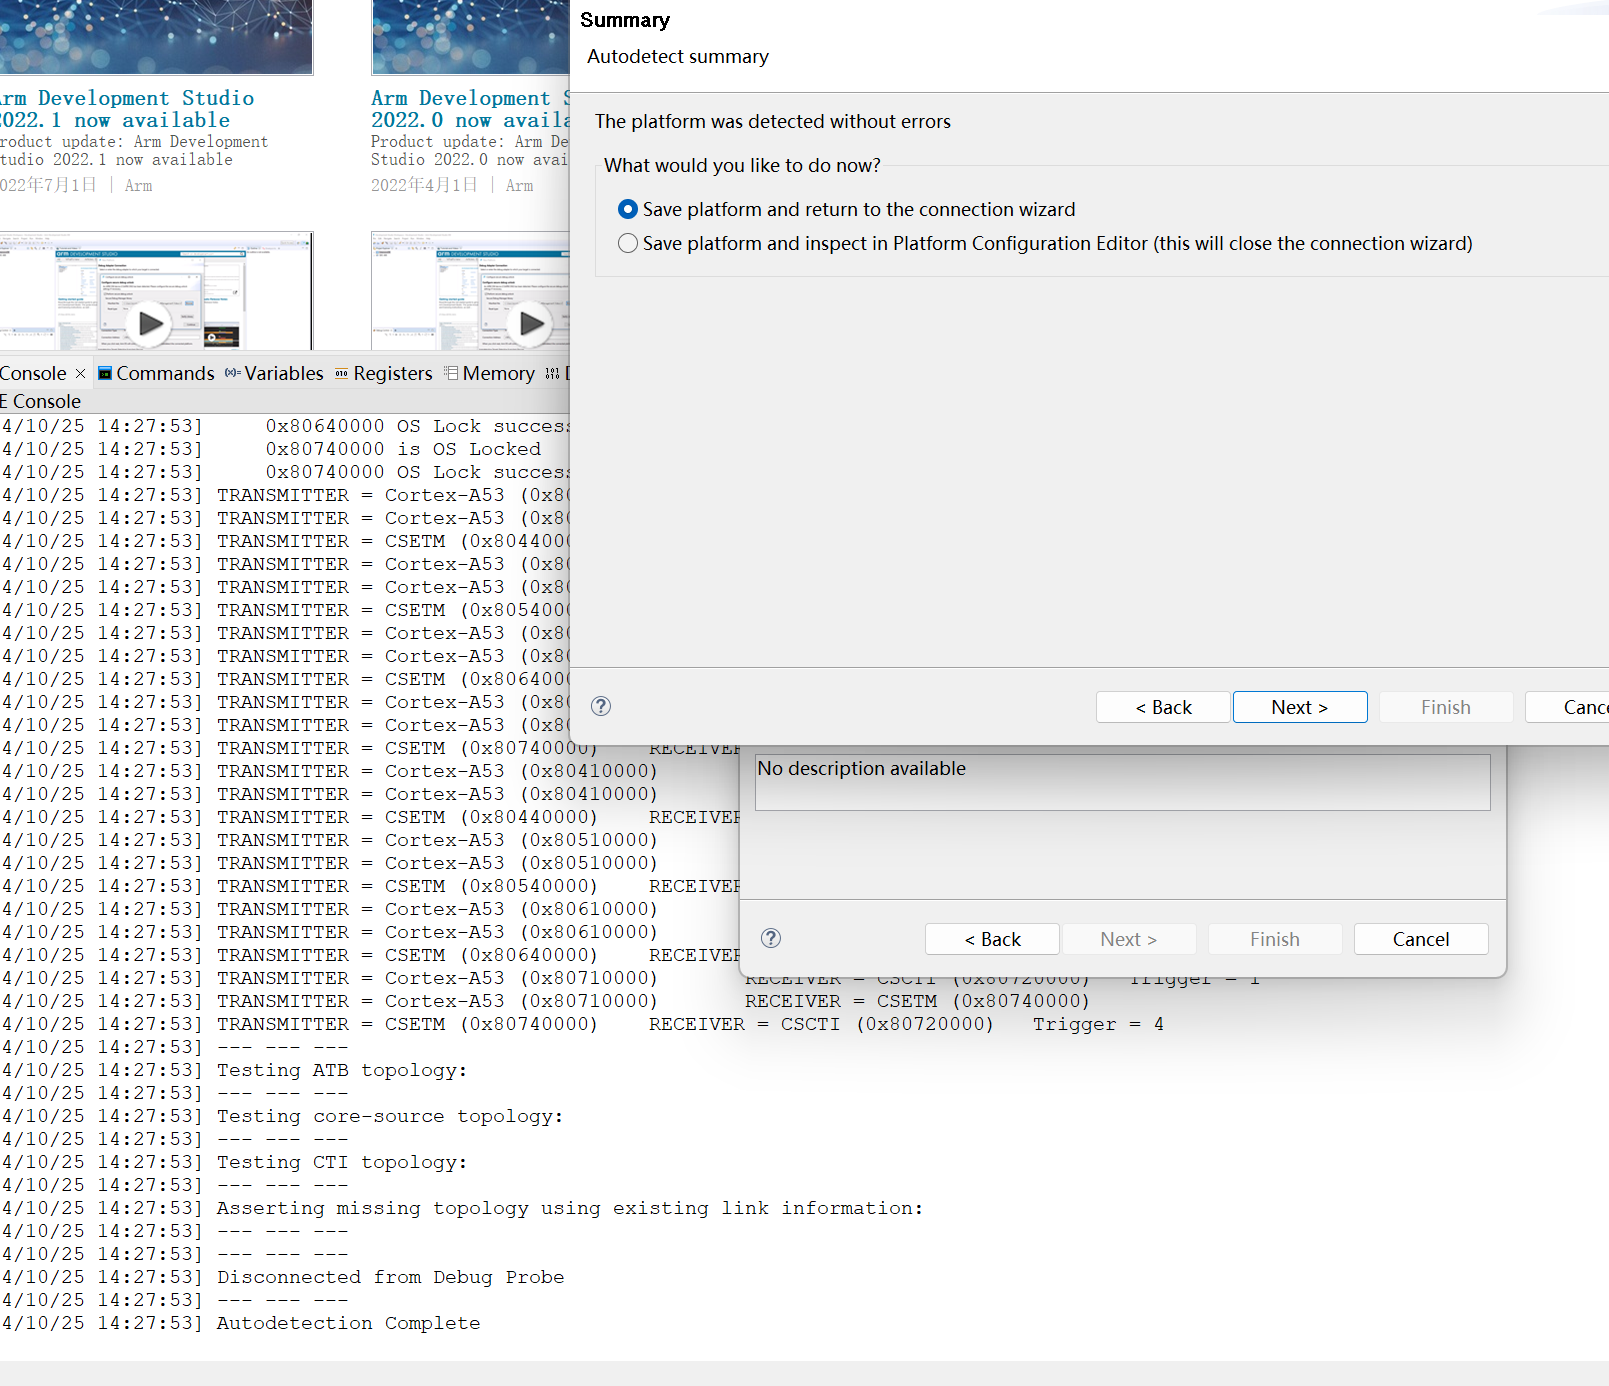 Summary
Autodetect summary
The platform was detected without errors
What would you like to do now?
Save platform and return to the connection wizard
Save platform and inspect in Platform Configuration Editor (this will close the connection wizard)
< Back
Next >
Finish
Cance
rm Development Studio
2022.1 now available
roduct update: Arm Development
tudio 2022.1 now available
022年7月1日 | Arm
Arm Development S
2022.0 now availa
Product update: Arm De
Studio 2022.0 now avai
2022年4月1日 | Arm
Console
Commands
Variables
Registers
Memory
E Console
4/10/25 14:27:53] 0x80640000 OS Lock success
4/10/25 14:27:53] 0x80740000 is OS Locked
4/10/25 14:27:53] 0x80740000 OS Lock success
4/10/25 14:27:53] TRANSMITTER = Cortex-A53 (0x80
4/10/25 14:27:53] TRANSMITTER = Cortex-A53 (0x80
4/10/25 14:27:53] TRANSMITTER = CSETM (0x8044000
4/10/25 14:27:53] TRANSMITTER = Cortex-A53 (0x80
4/10/25 14:27:53] TRANSMITTER = Cortex-A53 (0x80
4/10/25 14:27:53] TRANSMITTER = CSETM (0x8054000
4/10/25 14:27:53] TRANSMITTER = Cortex-A53 (0x80
4/10/25 14:27:53] TRANSMITTER = Cortex-A53 (0x80
4/10/25 14:27:53] TRANSMITTER = CSETM (0x8064000
4/10/25 14:27:53] TRANSMITTER = Cortex-A53 (0x80
4/10/25 14:27:53] TRANSMITTER = Cortex-A53 (0x80
4/10/25 14:27:53] TRANSMITTER = CSETM (0x80740000) RECEIVER
4/10/25 14:27:53] TRANSMITTER = Cortex-A53 (0x80410000)
4/10/25 14:27:53] TRANSMITTER = Cortex-A53 (0x80410000)
4/10/25 14:27:53] TRANSMITTER = CSETM (0x80440000) RECEIVER
4/10/25 14:27:53] TRANSMITTER = Cortex-A53 (0x80510000)
4/10/25 14:27:53] TRANSMITTER = Cortex-A53 (0x80510000)
4/10/25 14:27:53] TRANSMITTER = CSETM (0x80540000) RECEIVER
4/10/25 14:27:53] TRANSMITTER = Cortex-A53 (0x80610000)
4/10/25 14:27:53] TRANSMITTER = Cortex-A53 (0x80610000)
4/10/25 14:27:53] TRANSMITTER = CSETM (0x80640000) RECEIVER
4/10/25 14:27:53] TRANSMITTER = Cortex-A53 (0x80710000) RECEIVER = CSCTI (0x80720000) Trigger = 1
4/10/25 14:27:53] TRANSMITTER = Cortex-A53 (0x80710000) RECEIVER = CSETM (0x80740000)
4/10/25 14:27:53] TRANSMITTER = CSETM (0x80740000) RECEIVER = CSCTI (0x80720000) Trigger = 4
4/10/25 14:27:53] --- --- ---
4/10/25 14:27:53] Testing ATB topology:
4/10/25 14:27:53] --- --- ---
4/10/25 14:27:53] Testing core-source topology:
4/10/25 14:27:53] --- --- ---
4/10/25 14:27:53] Testing CTI topology:
4/10/25 14:27:53] --- --- ---
4/10/25 14:27:53] Asserting missing topology using existing link information:
4/10/25 14:27:53] --- --- ---
4/10/25 14:27:53] --- --- ---
4/10/25 14:27:53] Disconnected from Debug Probe
4/10/25 14:27:53] --- --- ---
4/10/25 14:27:53] Autodetection Complete
No description available
< Back
Next >
Finish
Cancel